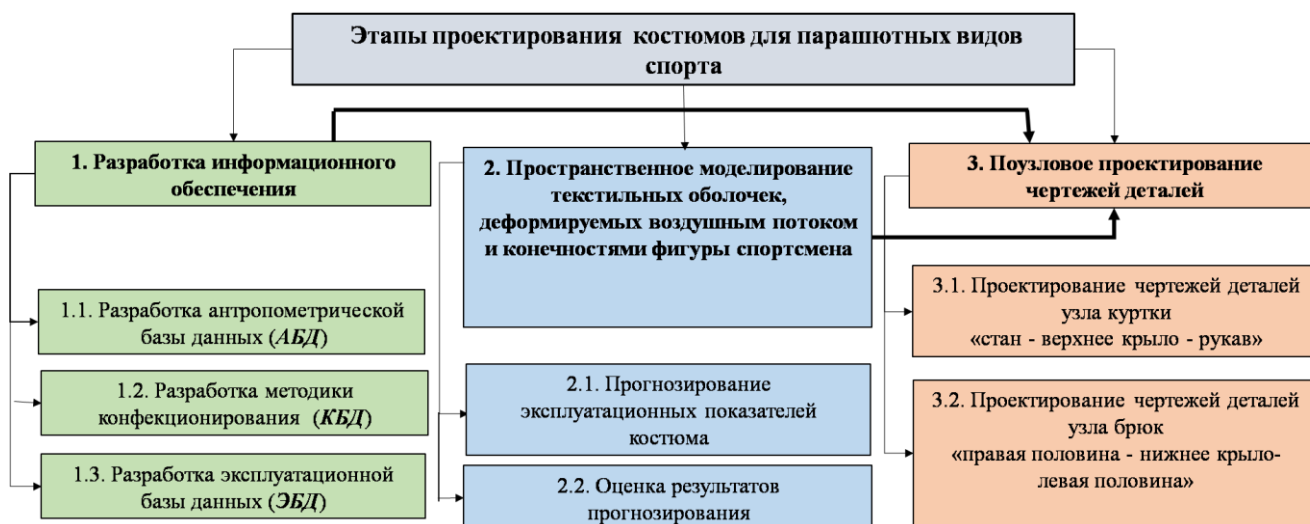 Этапы проектирования костюмов для парашютных видов
спорта
1. Разработка информационного
обеспечения
1.1. Разработка антропометрической
базы данных (АБД)
1.2. Разработка методики
конфекционирования (КБД)
1.3. Разработка эксплуатационной
базы данных (ЭБД)
2. Пространственное моделирование
текстильных оболочек,
деформируемых воздушным потоком
и конечностями фигуры спортсмена
2.1. Прогнозирование
эксплуатационных показателей
костюма
2.2. Оценка результатов
прогнозирования
3. Поузловое проектирование
чертежей деталей
3.1. Проектирование чертежей деталей
узла куртки
«стан - верхнее крыло - рукав»
3.2. Проектирование чертежей деталей
узла брюк
«правая половина - нижнее крыло-
левая половина»